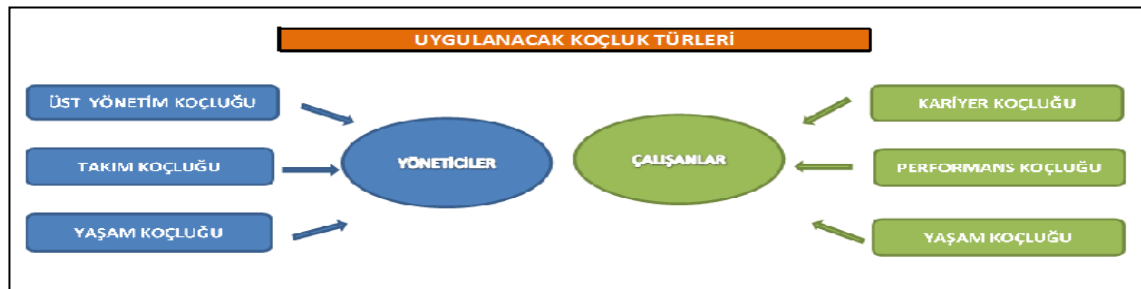 UYGULANACAK KOÇLUK TÜRLERİ
ÜST YÖNETİM KOÇLUĞU
TAKIM KOÇLUĞU
YAŞAM KOÇLUĞU
YÖNETİCİLER
ÇALIŞANLAR
KARİYER KOÇLUĞU
PERFORMANS KOÇLUĞU
YAŞAM KOÇLUĞU